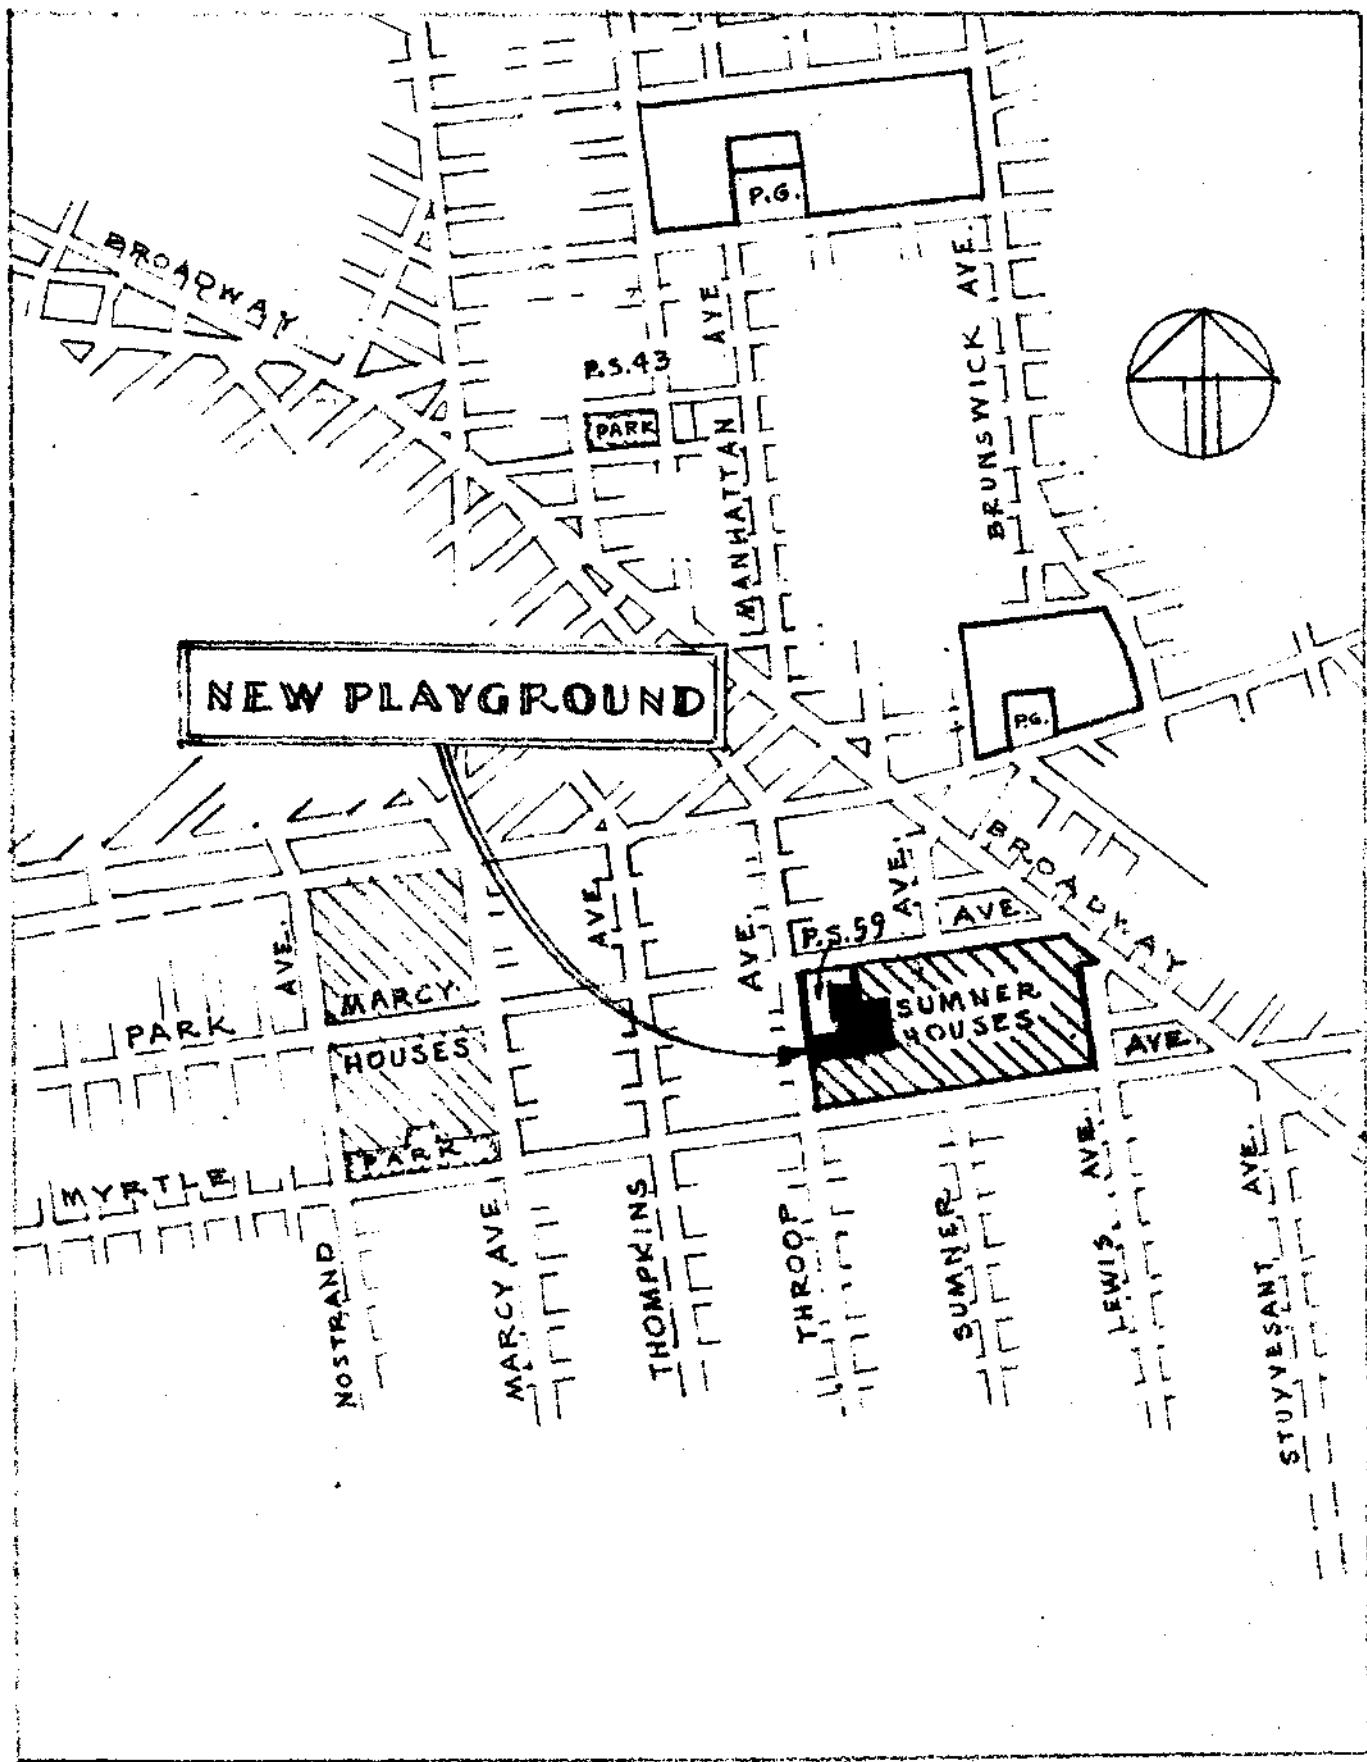 P.G.
BROADWAY
MANHATTAN AVE.
BRUNSWICK AVE.
P.S.43
PARK
NEW PLAYGROUND
P.G.
BROADWAY
AVE.
AVE.
AVE.
AVE.
AVE.
P.S.59
MARCY
HOUSES
PARK
SUMNER
HOUSES
PARK
AVE.
MYRTLE
NOSTRAND
MARCY AVE
THOMPKINS
THROOP
SUMNER
LEWIS AVE.
STUYVESANT AVE.